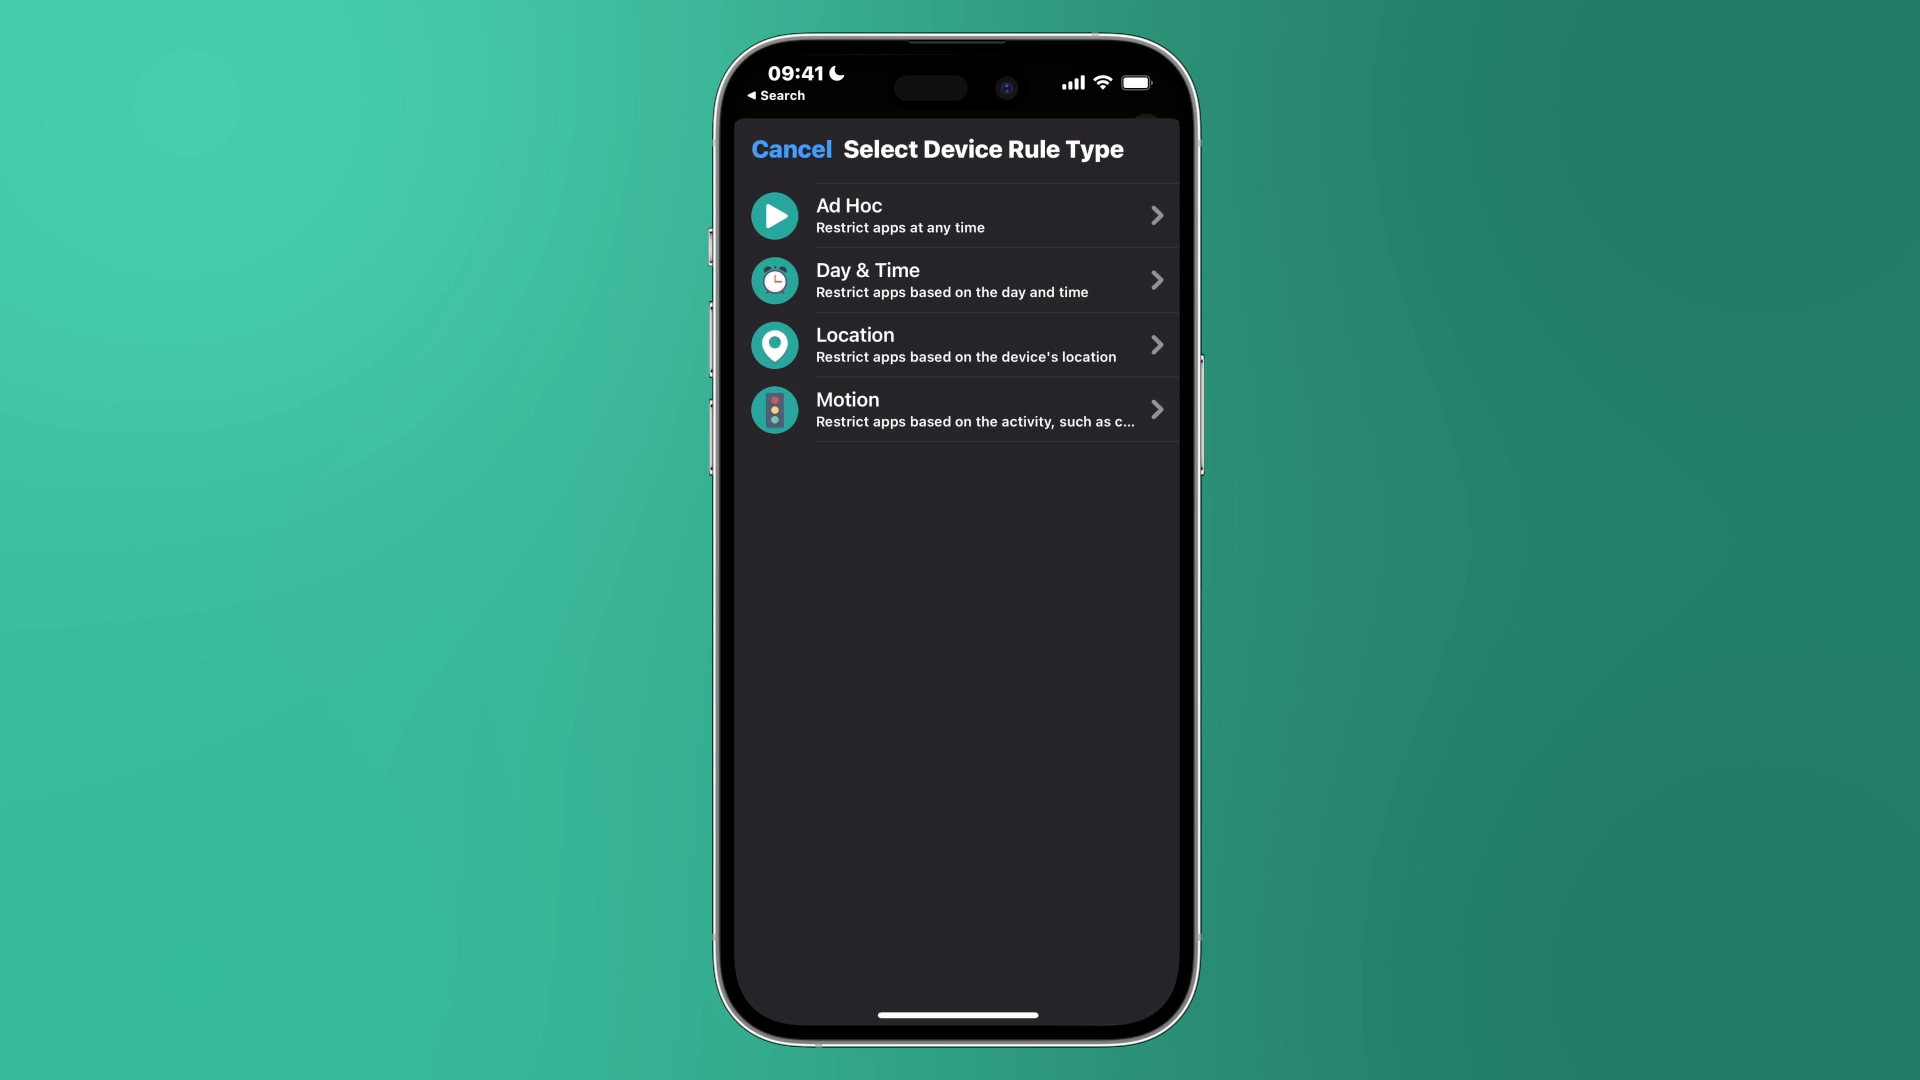 09:41
◀ Search
Cancel Select Device Rule Type
Ad Hoc
Restrict apps at any time
Day & Time
Restrict apps based on the day and time
Location
Restrict apps based on the device's location
Motion
Restrict apps based on the activity, such as c...